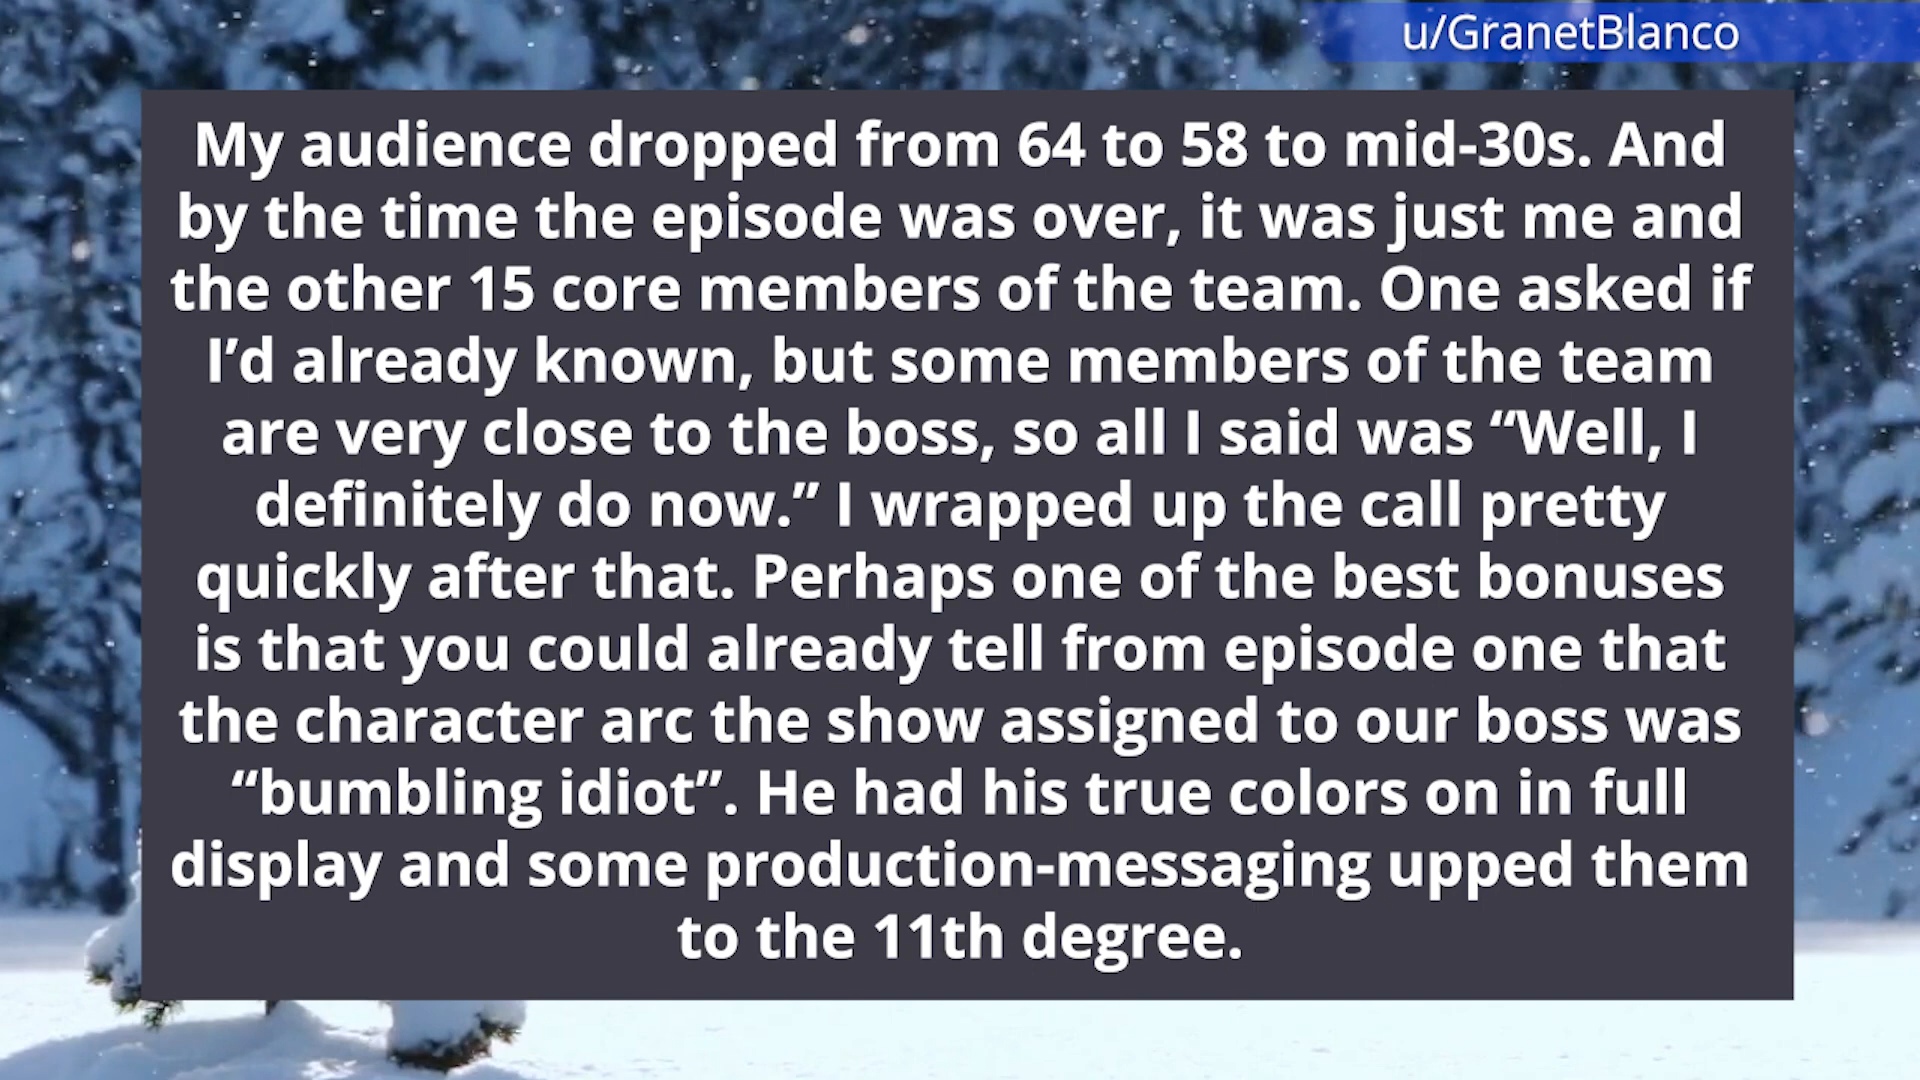 u/GranetBlanco
My audience dropped from 64 to 58 to mid-30s. And
by the time the episode was over, it was just me and
the other 15 core members of the team. One asked if
I’d already known, but some members of the team
are very close to the boss, so all I said was “Well, I
definitely do now.” I wrapped up the call pretty
quickly after that. Perhaps one of the best bonuses
is that you could already tell from episode one that
the character arc the show assigned to our boss was
“bumbling idiot”. He had his true colors on in full
display and some production-messaging upped them
to the 11th degree.